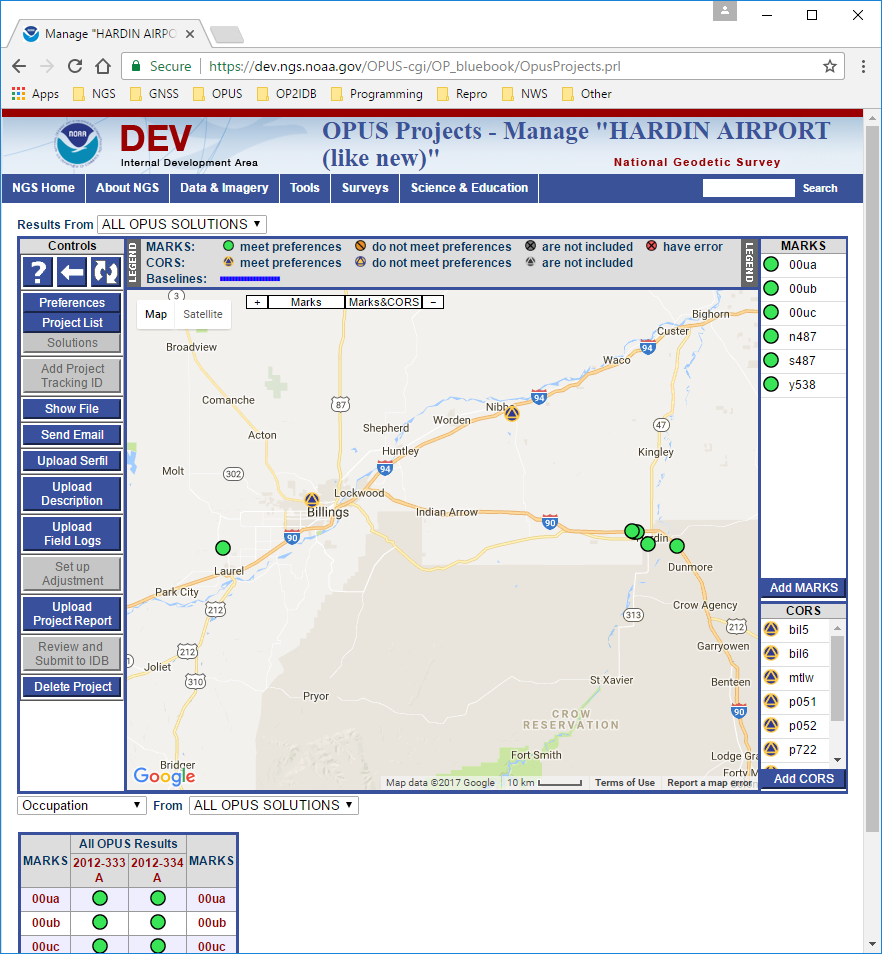 Manage "HARDIN AIRPO
Secure
https://dev.ngs.noaa.gov/OPUS-cgi/OP_bluebook/OpusProjects.prl
Apps NGS GNSS OPUS OP2IDB Programming Repro NWS Other
NOAA
DEV
Internal Development Area
OPUS Projects - Manage "HARDIN AIRPORT
(like new)"
National Geodetic Survey
NGS Home About NGS Data & Imagery Tools Surveys Science & Education Search
Results From ALL OPUS SOLUTIONS
Controls
?
Preferences
Project List
Solutions
Add Project
Tracking ID
Show File
Send Email
Upload Serfil
Upload
Description
Upload
Field Logs
Set up
Adjustment
Upload
Project Report
Review and
Submit to IDB
Delete Project
LEGEND
MARKS: meet preferences do not meet preferences are not included have error
CORS: meet preferences do not meet preferences are not included
Baselines:
LEGEND
+ Marks Marks&CORS −
Map Satellite
3
Broadview
Bighorn
Custer
94
Waco
Comanche
87
94
Nibbe
Worden
Shepherd
Acton
47
Huntley
Kingley
94
Molt
302
Lockwood
Billings
Indian Arrow
90
90
Hardin
Laurel
Dunmore
Park City
212
Crow Agency
313
212
212
Garryowen
Joliet
310
St Xavier
Benteen
Pryor
90
CROW
RESERVATION
Fort Smith
Lodge Gra
Bridger
Forty M
Google
Map data ©2017 Google 10 km Terms of Use Report a map error
MARKS
00ua
00ub
00uc
n487
s487
y538
Add MARKS
CORS
bil5
bil6
mtlw
p051
p052
p722
Add CORS
Occupation From ALL OPUS SOLUTIONS
All OPUS Results
MARKS 2012-333 2012-334 MARKS
A A
00ua 00ua
00ub 00ub
00uc 00uc